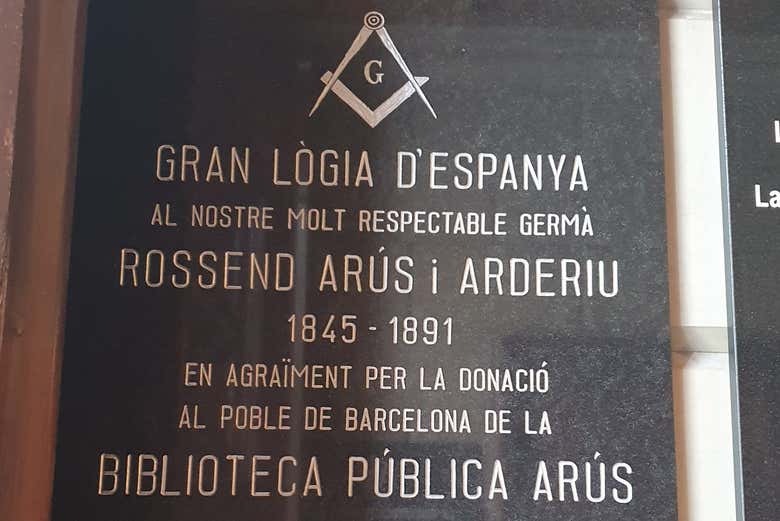 G
GRAN LÒGIA D'ESPANYA
AL NOSTRE MOLT RESPECTABLE GERMÀ
ROSSEND ARÚS i ARDERIU
1845 - 1891
EN AGRAÏMENT PER LA DONACIÓ
AL POBLE DE BARCELONA DE LA
BIBLIOTECA PÚBLICA ARÚS
La